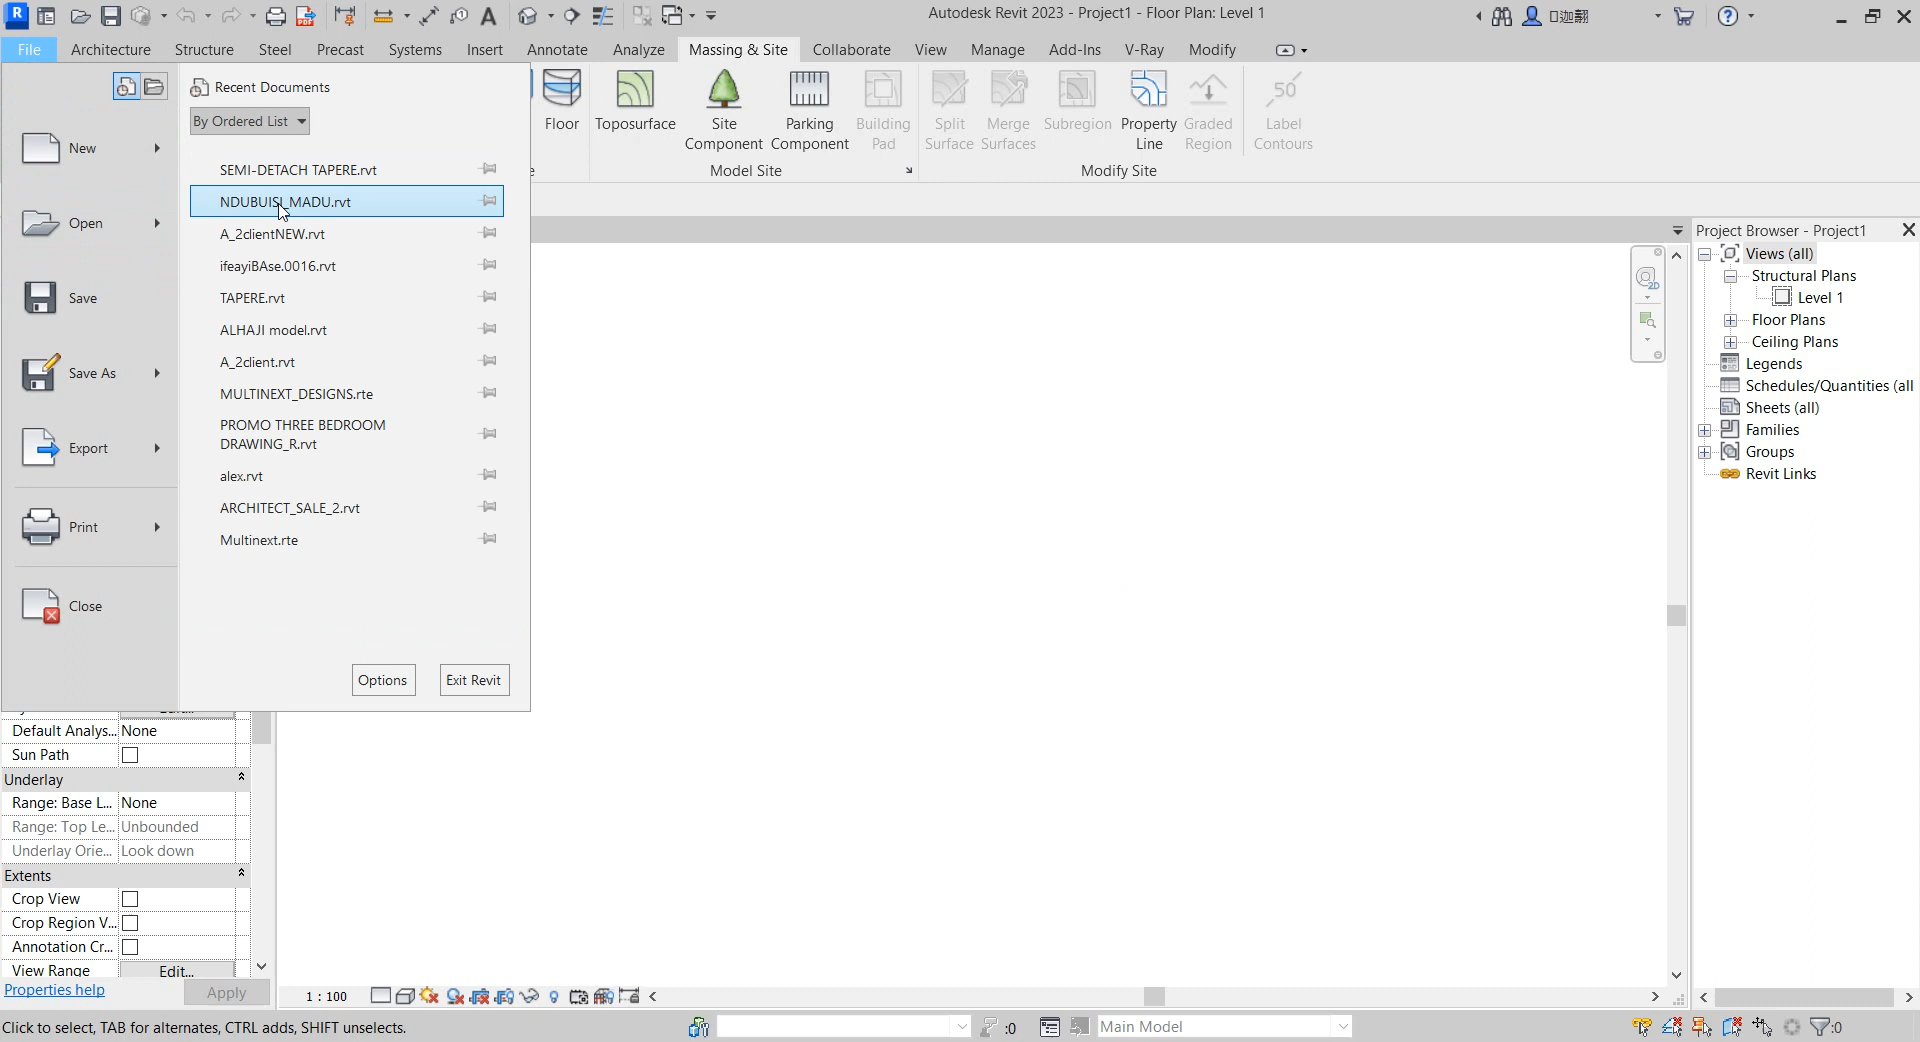 Autodesk Revit 2023 - Project1 - Floor Plan: Level 1
File Architecture Structure Steel Precast Systems Insert Annotate Analyze Massing & Site Collaborate View Manage Add-Ins V-Ray Modify
Recent Documents
By Ordered List
New
Open
Save
Save As
Export
Print
Close
SEMI-DETACH TAPERE.rvt
NDUBUISI_MADU.rvt
A_2clientNEW.rvt
ifeayiBAse.0016.rvt
TAPERE.rvt
ALHAJI model.rvt
A_2client.rvt
MULTINEXT_DESIGNS.rte
PROMO THREE BEDROOM
DRAWING_R.rvt
alex.rvt
ARCHITECT_SALE_2.rvt
Multinext.rte
Options
Exit Revit
Floor
Toposurface
Site
Component
Parking
Component
Building
Pad
Split
Surface
Merge
Surfaces
Subregion
Property
Line
Graded
Region
50
Label
Contours
Model Site
Modify Site
2D
Project Browser - Project1
Views (all)
Structural Plans
Level 1
Floor Plans
Ceiling Plans
Legends
Schedules/Quantities (all
Sheets (all)
Families
Groups
Revit Links
Default Analys... None
Sun Path
Underlay
Range: Base L... None
Range: Top Le... Unbounded
Underlay Orie... Look down
Extents
Crop View
Crop Region V...
Annotation Cr...
View Range Edit...
Properties help
Apply
1 : 100
Click to select, TAB for alternates, CTRL adds, SHIFT unselects.
:0
Main Model
:0